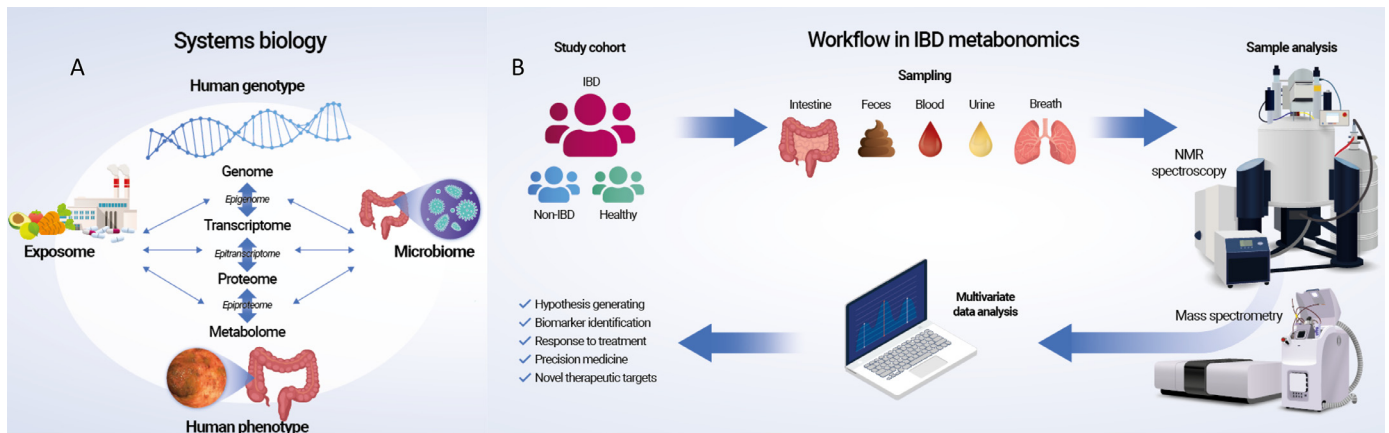 Systems biology
A
Human genotype
Genome
Epigenome
Transcriptome
Epitranscriptome
Proteome
Epiproteome
Metabolome
Exposome
Microbiome
Human phenotype
B
Workflow in IBD metabonomics
Study cohort
IBD
Non-IBD
Healthy
Sampling
Intestine
Feces
Blood
Urine
Breath
Sample analysis
NMR
spectroscopy
Mass spectrometry
Multivariate
data analysis
✓ Hypothesis generating
✓ Biomarker identification
✓ Response to treatment
✓ Precision medicine
✓ Novel therapeutic targets